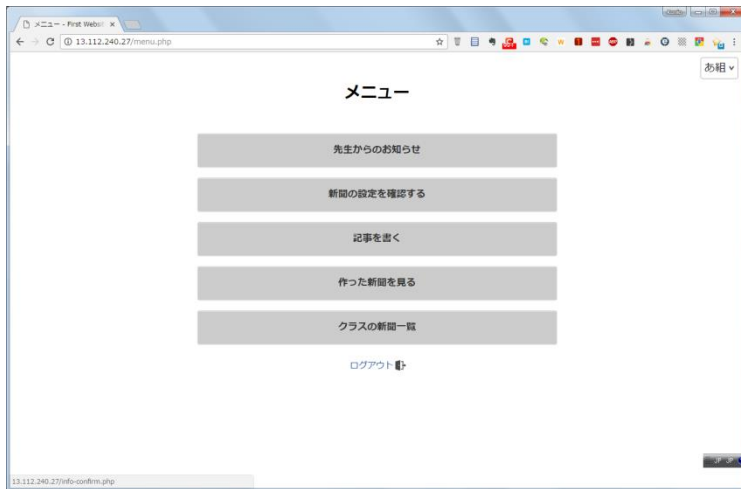 メニュー - First Webs
13.112.240.27/menu.php
あ組
メニュー
先生からのお知らせ
新聞の設定を確認する
記事を書く
作った新聞を見る
クラスの新聞一覧
ログアウト
JP JP
13.112.240.27/info-confirm.php